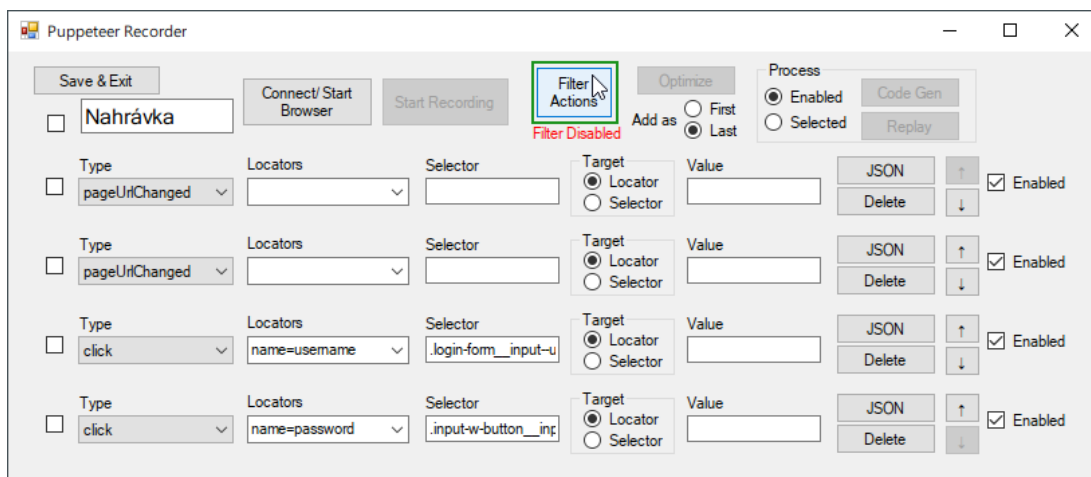 Puppeteer Recorder
Save & Exit
Nahrávka
Connect/ Start
Browser
Start Recording
Filter
Actions
Filter Disabled
Optimize
Add as
First
Last
Process
Enabled
Selected
Code Gen
Replay
Type Locators Selector Target Value
pageUrlChanged Locator Selector JSON Delete ↑ ↓ Enabled
Type Locators Selector Target Value
pageUrlChanged Locator Selector JSON Delete ↑ ↓ Enabled
Type Locators Selector Target Value
click name=username .login-form__input--u Locator Selector JSON Delete ↑ ↓ Enabled
Type Locators Selector Target Value
click name=password .input-w-button__inp Locator Selector JSON Delete ↑ ↓ Enabled